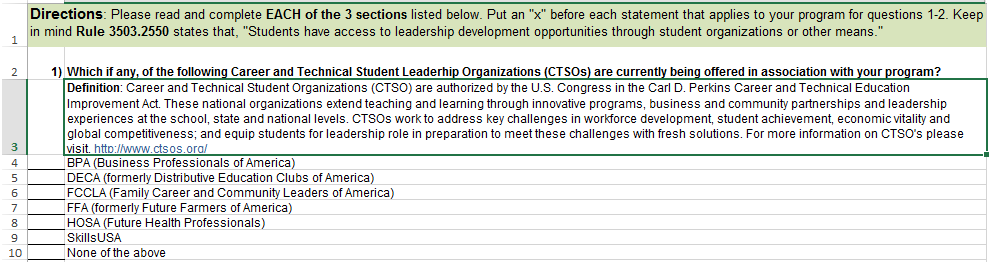 Directions: Please read and complete EACH of the 3 sections listed below. Put an "x" before each statement that applies to your program for questions 1-2. Keep
1 in mind Rule 3503.2550 states that, "Students have access to leadership development opportunities through student organizations or other means."
2 1) Which if any, of the following Career and Technical Student Leaderhip Organizations (CTSOs) are currently being offered in association with your program?
Definition: Career and Technical Student Organizations (CTSO) are authorized by the U.S. Congress in the Carl D. Perkins Career and Technical Education
Improvement Act. These national organizations extend teaching and learning through innovative programs, business and community partnerships and leadership
experiences at the school, state and national levels. CTSOs work to address key challenges in workforce development, student achievement, economic vitality and
global competitiveness; and equip students for leadership role in preparation to meet these challenges with fresh solutions. For more information on CTSO's please
3 visit. http://www.ctsos.org/
4 BPA (Business Professionals of America)
5 DECA (formerly Distributive Education Clubs of America)
6 FCCLA (Family Career and Community Leaders of America)
7 FFA (formerly Future Farmers of America)
8 HOSA (Future Health Professionals)
9 SkillsUSA
10 None of the above